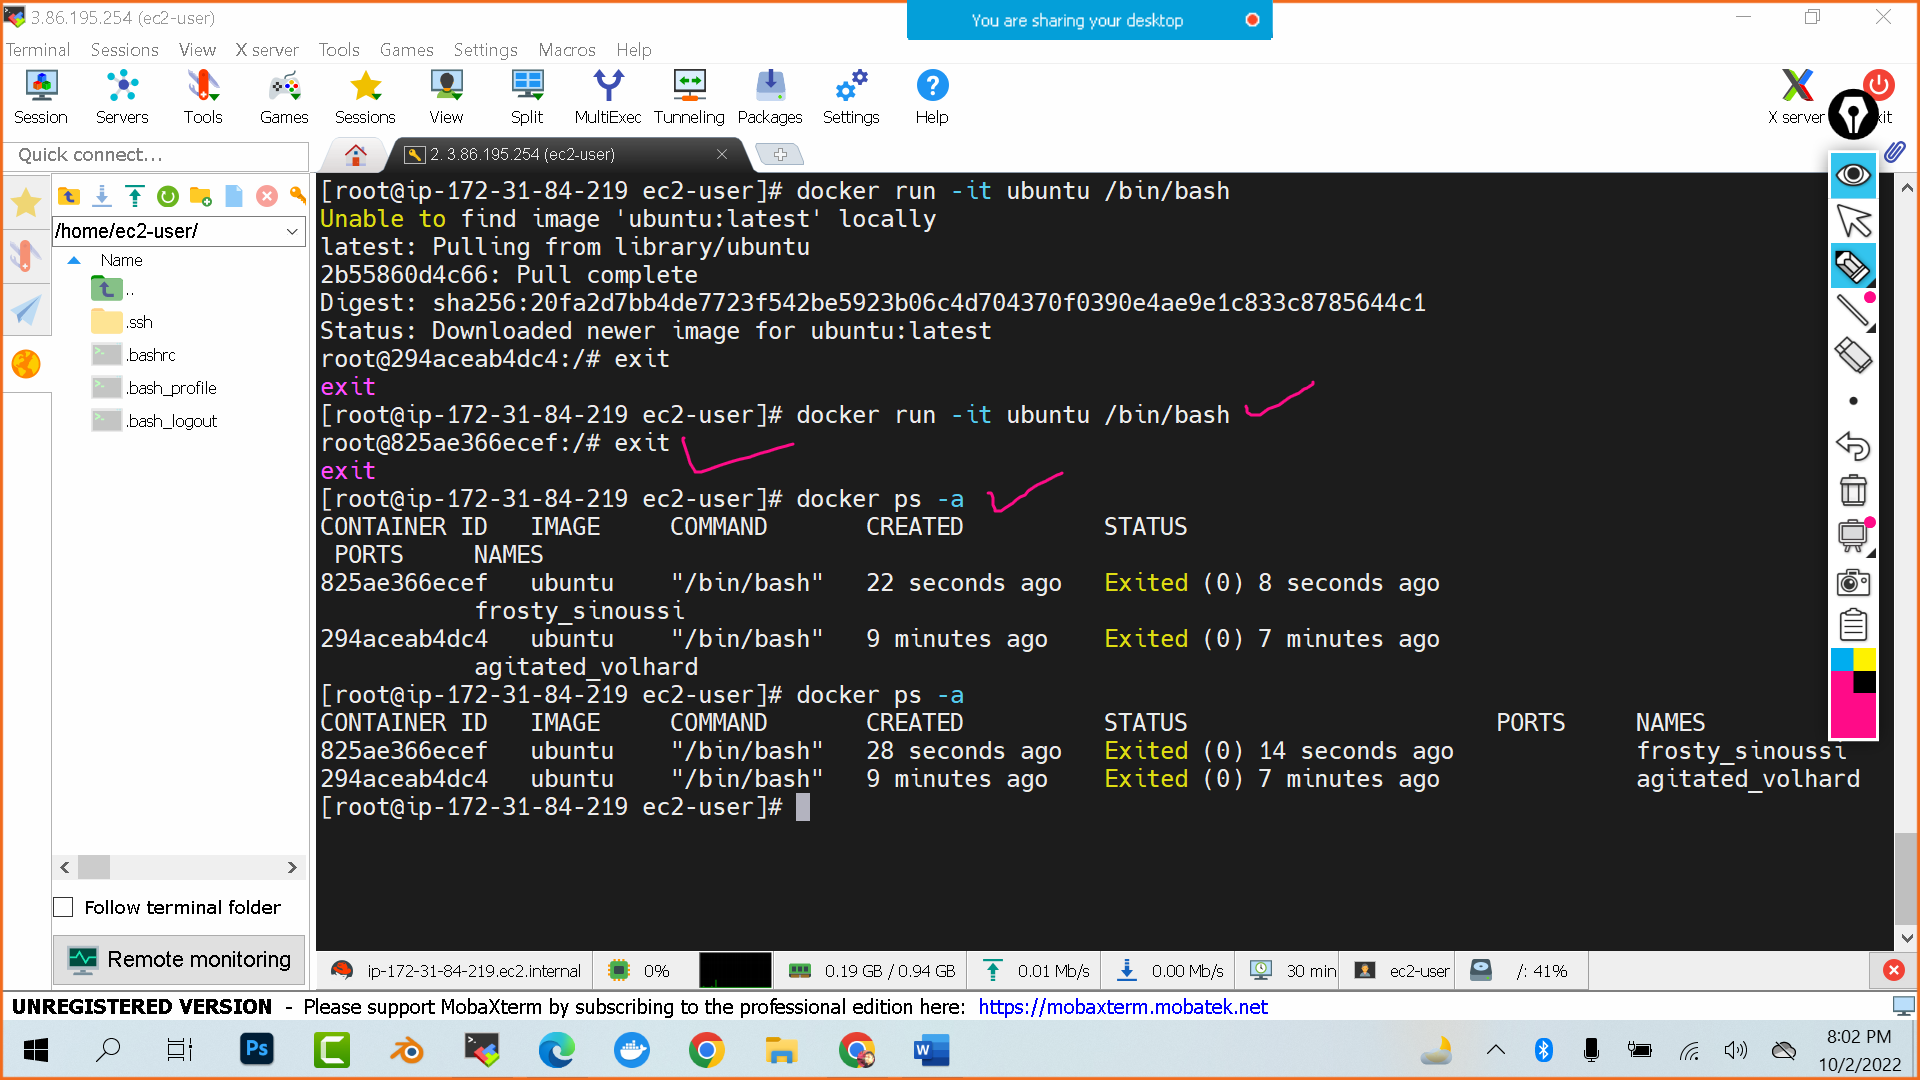 3.86.195.254 (ec2-user)
You are sharing your desktop
Terminal Sessions View X server Tools Games Settings Macros Help
Session Servers Tools Games Sessions View Split MultiExec Tunneling Packages Settings Help
X server
Quick connect...
2. 3.86.195.254 (ec2-user)
/home/ec2-user/
Name
..
.ssh
.bashrc
.bash_profile
.bash_logout
[root@ip-172-31-84-219 ec2-user]# docker run -it ubuntu /bin/bash
Unable to find image 'ubuntu:latest' locally
latest: Pulling from library/ubuntu
2b55860d4c66: Pull complete
Digest: sha256:20fa2d7bb4de7723f542be5923b06c4d704370f0390e4ae9e1c833c8785644c1
Status: Downloaded newer image for ubuntu:latest
root@294aceab4dc4:/# exit
exit
[root@ip-172-31-84-219 ec2-user]# docker run -it ubuntu /bin/bash
root@825ae366ecef:/# exit
exit
[root@ip-172-31-84-219 ec2-user]# docker ps -a
CONTAINER ID   IMAGE     COMMAND       CREATED          STATUS
 PORTS     NAMES
825ae366ecef   ubuntu    "/bin/bash"   22 seconds ago   Exited (0) 8 seconds ago
           frosty_sinoussi
294aceab4dc4   ubuntu    "/bin/bash"   9 minutes ago    Exited (0) 7 minutes ago
           agitated_volhard
[root@ip-172-31-84-219 ec2-user]# docker ps -a
CONTAINER ID   IMAGE     COMMAND       CREATED          STATUS                      PORTS     NAMES
825ae366ecef   ubuntu    "/bin/bash"   28 seconds ago   Exited (0) 14 seconds ago             frosty_sinoussi
294aceab4dc4   ubuntu    "/bin/bash"   9 minutes ago    Exited (0) 7 minutes ago              agitated_volhard
[root@ip-172-31-84-219 ec2-user]#
Follow terminal folder
Remote monitoring
ip-172-31-84-219.ec2.internal 0% 0.19 GB / 0.94 GB 0.01 Mb/s 0.00 Mb/s 30 min ec2-user /: 41%
UNREGISTERED VERSION - Please support MobaXterm by subscribing to the professional edition here: https://mobaxterm.mobatek.net
Ps
W
8:02 PM
10/2/2022